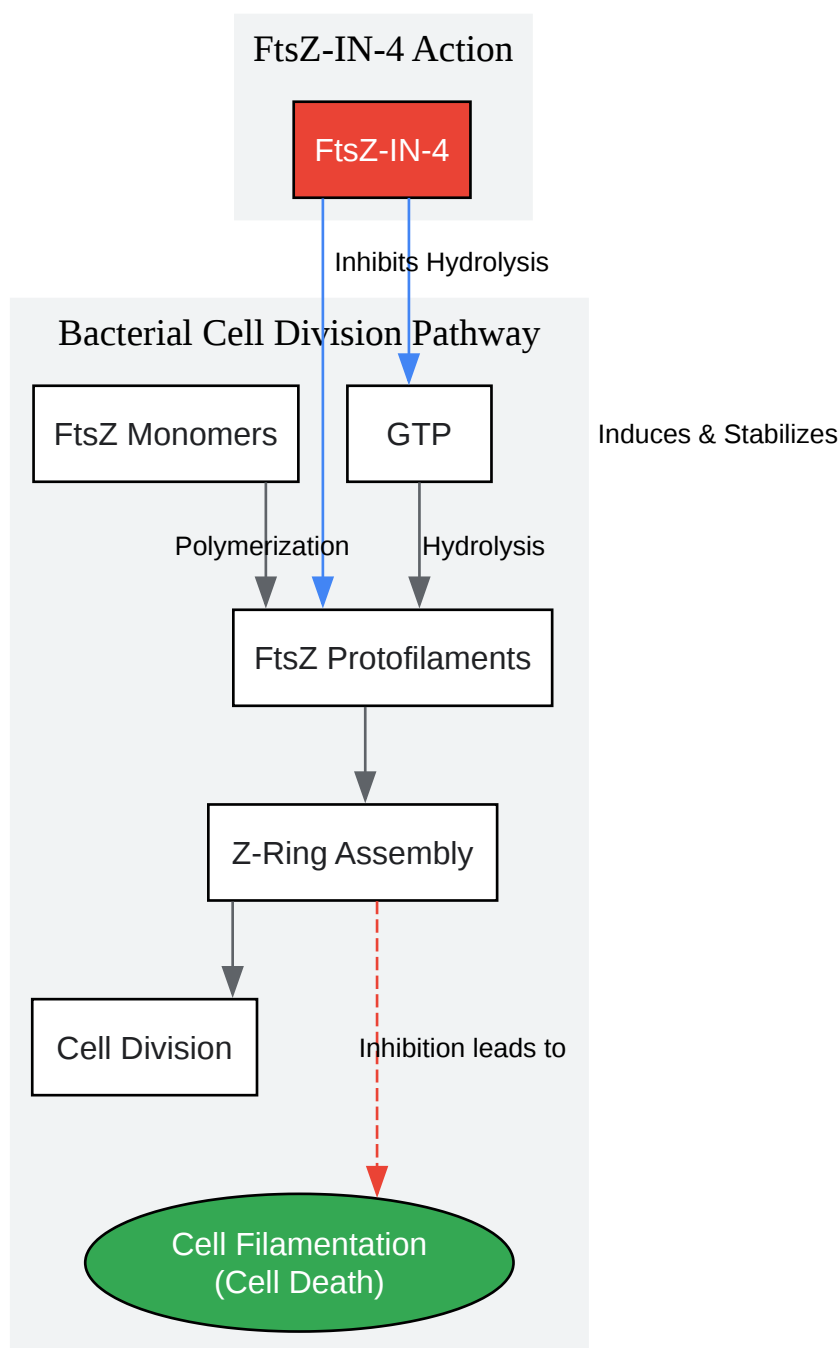 FtsZ-IN-4 Action
FtsZ-IN-4
Inhibits Hydrolysis
Bacterial Cell Division Pathway
FtsZ Monomers
GTP
Induces & Stabilizes
Polymerization
Hydrolysis
FtsZ Protofilaments
Z-Ring Assembly
Cell Division
Inhibition leads to
Cell Filamentation
(Cell Death)